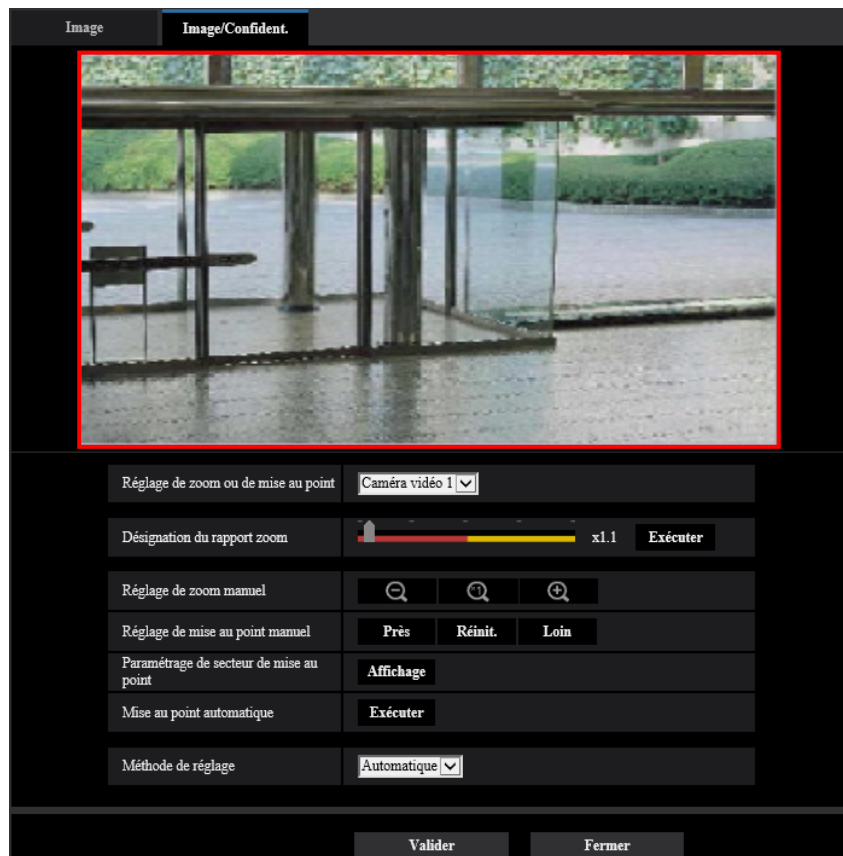 Image Image/Confident.
Réglage de zoom ou de mise au point Caméra vidéo 1
Désignation du rapport zoom x1.1 Exécuter
Réglage de zoom manuel x1
Réglage de mise au point manuel Près Réinit. Loin
Paramétrage de secteur de mise au
point Affichage
Mise au point automatique Exécuter
Méthode de réglage Automatique
Valider Fermer